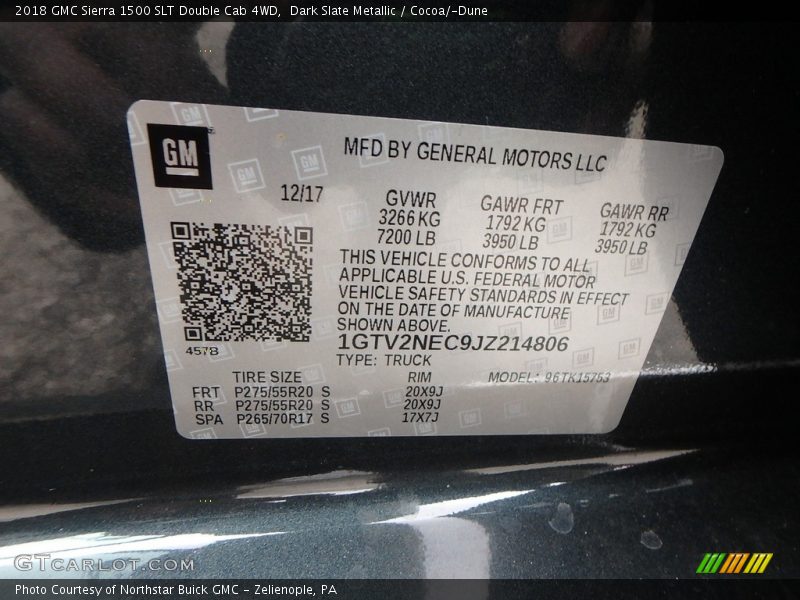 2018 GMC Sierra 1500 SLT Double Cab 4WD,  Dark Slate Metallic / Cocoa/­Dune
GM
MFD BY GENERAL MOTORS LLC
12/17
GVWR GAWR FRT GAWR RR
3266 KG 1792 KG 1792 KG
7200 LB 3950 LB 3950 LB
THIS VEHICLE CONFORMS TO ALL
APPLICABLE U.S. FEDERAL MOTOR
VEHICLE SAFETY STANDARDS IN EFFECT
ON THE DATE OF MANUFACTURE
SHOWN ABOVE.
4578
1GTV2NEC9JZ214806
TYPE: TRUCK
TIRE SIZE RIM MODEL: 96TK15753
FRT P275/55R20 S 20X9J
RR P275/55R20 S 20X9J
SPA P265/70R17 S 17X7J
GTCARLOT.COM
Photo Courtesy of Northstar Buick GMC - Zelienople, PA